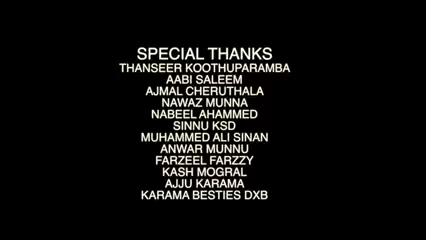 SPECIAL THANKS
THANSEER KOOTHUPARAMBA
AABI SALEEM
AJMAL CHERUTHALA
NAWAZ MUNNA
NABEEL AHAMMED
SINNU KSD
MUHAMMED ALI SINAN
ANWAR MUNNU
FARZEEL FARZZY
KASH MOGRAL
AJJU KARAMA
KARAMA BESTIES DXB